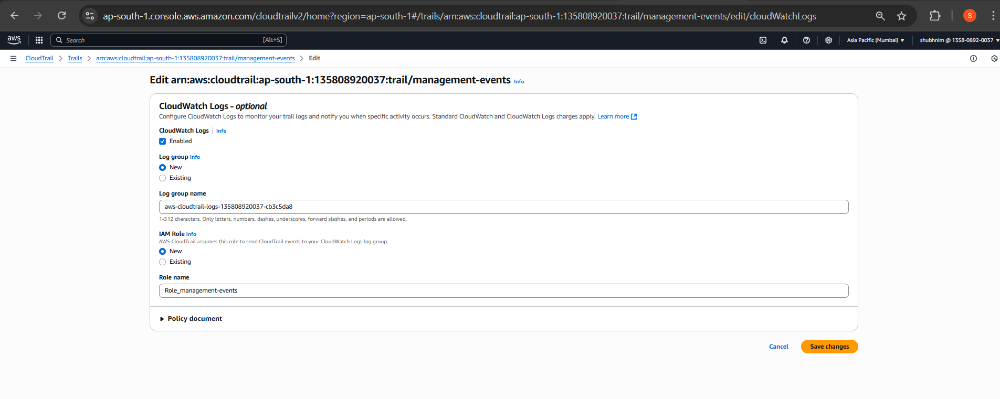 ap-south-1.console.aws.amazon.com/cloudtrailv2/home?region=ap-south-1#/trails/arn:aws:cloudtrail:ap-south-1:135808920037:trail/management-events/edit/cloudWatchLogs
S
aws
Search [Alt+S]
Asia Pacific (Mumbai)
shubhnim @ 1358-0892-0037
CloudTrail > Trails > arn:aws:cloudtrail:ap-south-1:135808920037:trail/management-events > Edit
Edit arn:aws:cloudtrail:ap-south-1:135808920037:trail/management-events Info
CloudWatch Logs - optional
Configure CloudWatch Logs to monitor your trail logs and notify you when specific activity occurs. Standard CloudWatch and CloudWatch Logs charges apply. Learn more
CloudWatch Logs | Info
Enabled
Log group Info
New
Existing
Log group name
aws-cloudtrail-logs-135808920037-cb3c5da8
1-512 characters. Only letters, numbers, dashes, underscores, forward slashes, and periods are allowed.
IAM Role Info
AWS CloudTrail assumes this role to send CloudTrail events to your CloudWatch Logs log group.
New
Existing
Role name
Role_management-events
Policy document
Cancel
Save changes